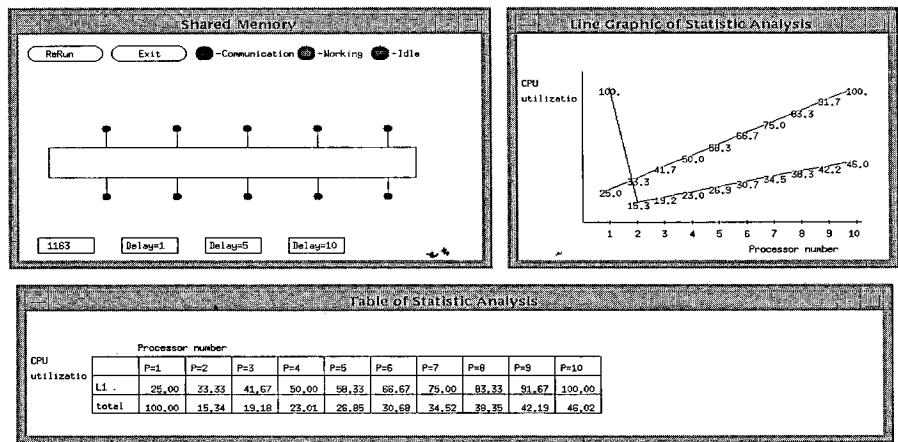 Shared Memory
ReRun
Exit
-Communication
-Working
-Idle
1163
Delay=1
Delay=5
Delay=10
Line Graphic of Statistic Analysis
CPU
utilizatio
100.
25.0
33.3
41.7
50.0
58.3
66.7
75.0
83.3
91.7
100.
15.3
19.2
23.0
26.9
30.7
34.5
38.3
42.2
46.0
1 2 3 4 5 6 7 8 9 10
Processor number
Table of Statistic Analysis
Processor number
CPU
utilizatio
P=1 P=2 P=3 P=4 P=5 P=6 P=7 P=8 P=9 P=10
L1 . 25.00 33.33 41.67 50.00 58.33 66.67 75.00 83.33 91.67 100.00
total 100.00 15.34 19.18 23.01 26.85 30.68 34.52 38.35 42.19 46.02